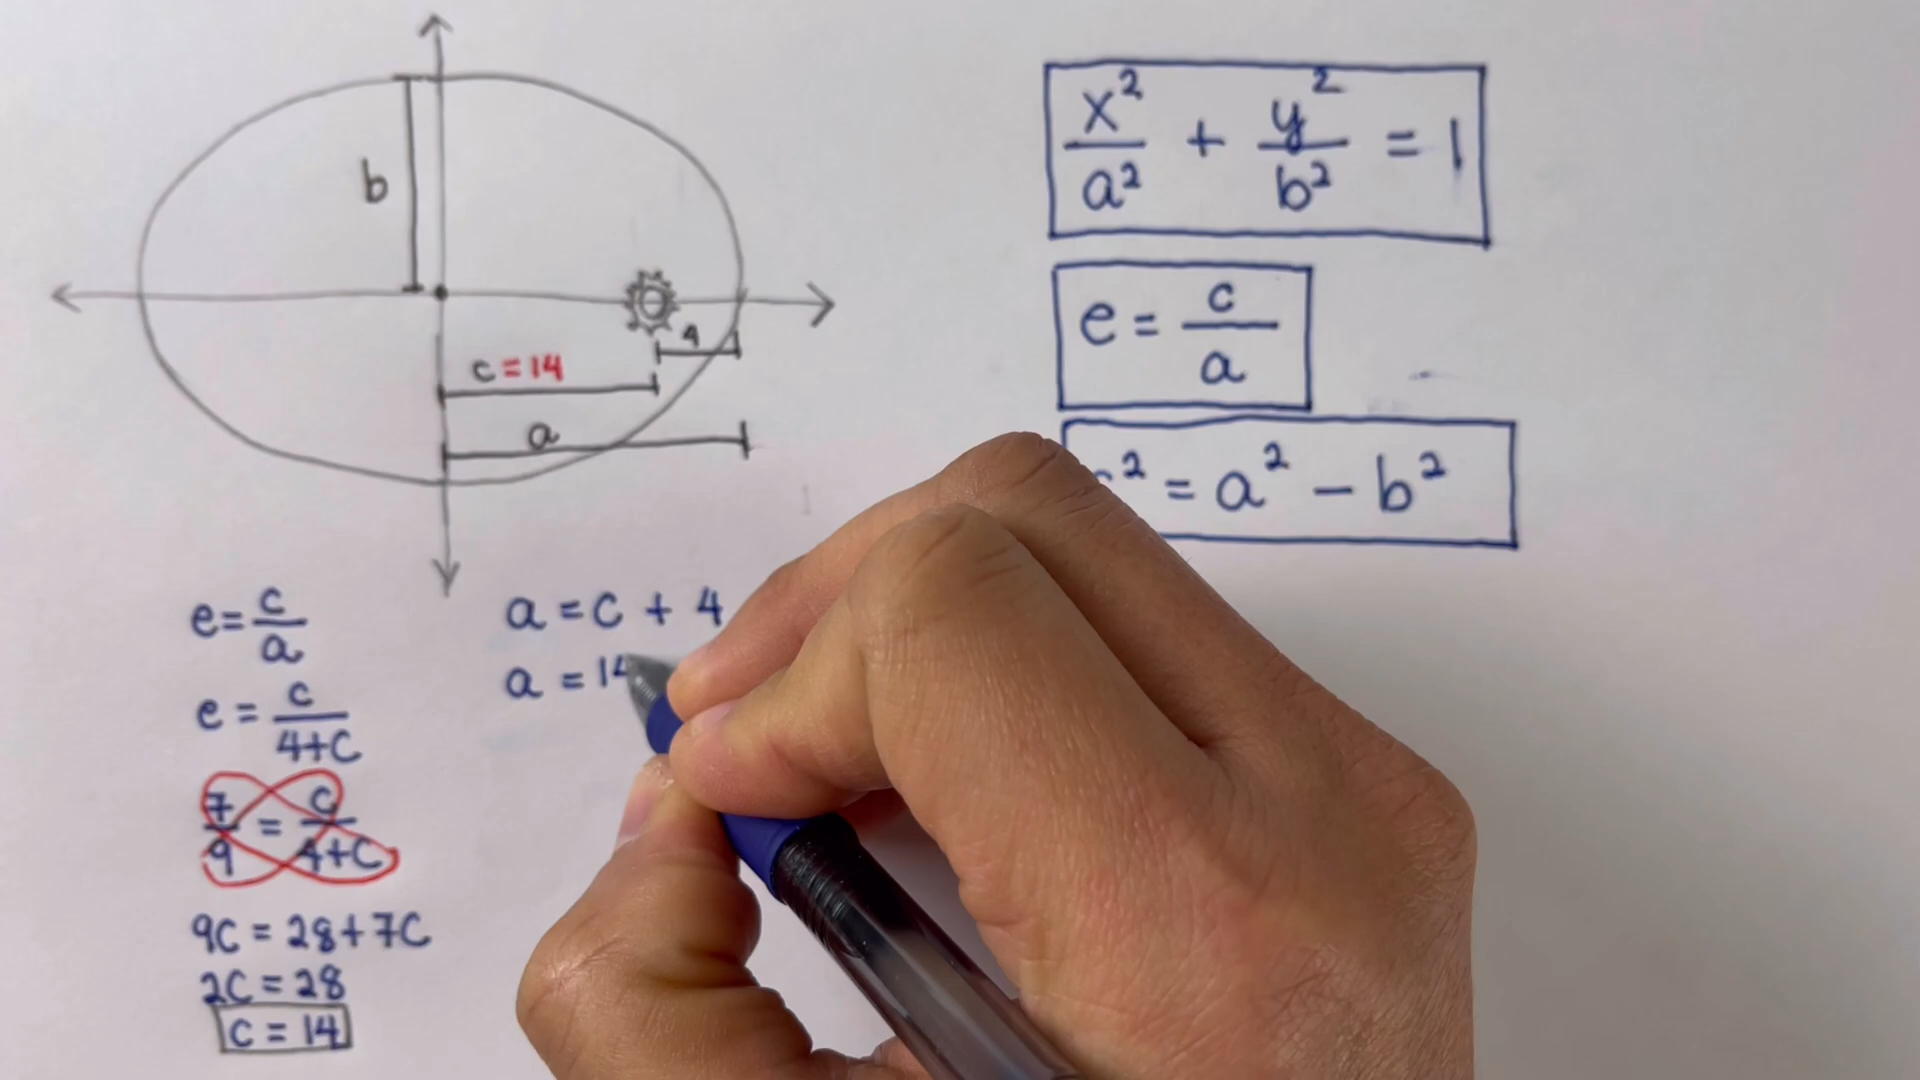 b
4
c = 14
a
x²/a² + y²/b² = 1
e = c/a
² = a² - b²
e = c/a
e = c/(4+C)
7/9 = C/(4+C)
9C = 28 + 7C
2C = 28
C = 14
a = C + 4
a = 14